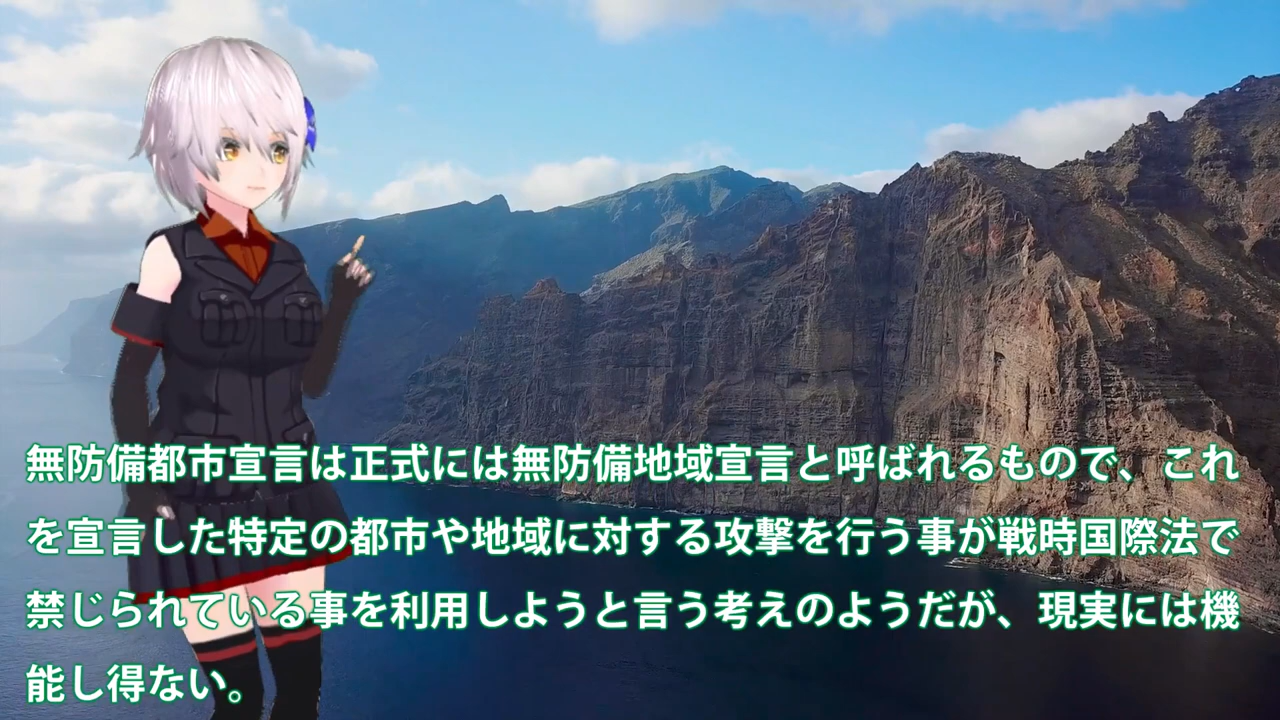 無防備都市宣言は正式には無防備地域宣言と呼ばれるもので、これ
を宣言した特定の都市や地域に対する攻撃を行う事が戦時国際法で
禁じられている事を利用しようと言う考えのようだが、現実には機
能し得ない。